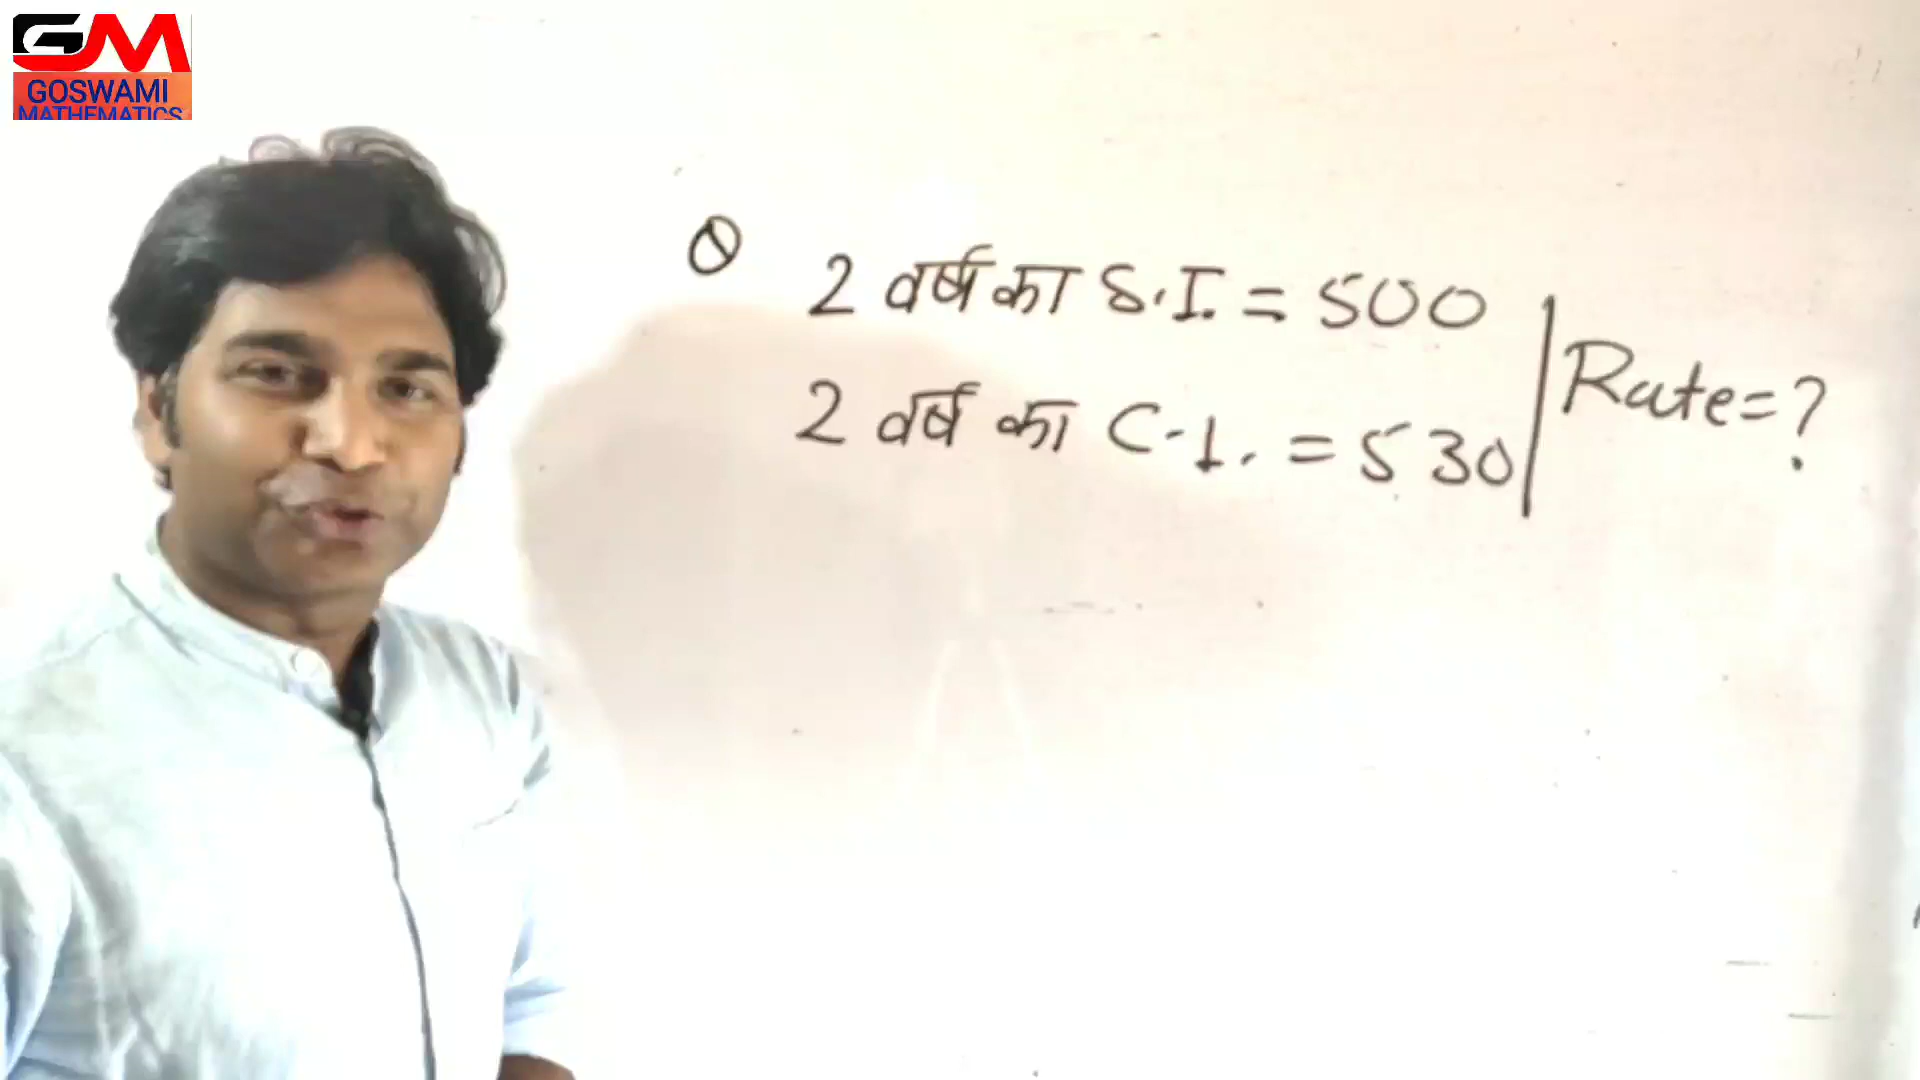 GM
GOSWAMI
MATHEMATICS
Q 2 वर्ष का S.I. = 500
2 वर्ष का C.I. = 530
Rate = ?